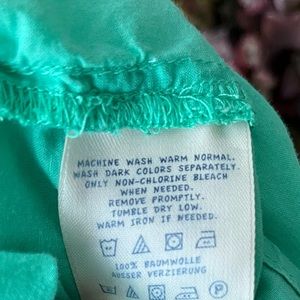 MACHINE WASH WARM NORMAL.
WASH DARK COLORS SEPARATELY.
ONLY NON-CHLORINE BLEACH
WHEN NEEDED.
REMOVE PROMPTLY.
TUMBLE DRY LOW.
WARM IRON IF NEEDED.
100% BAUMWOLLE
AUSSER VERZIERUNG